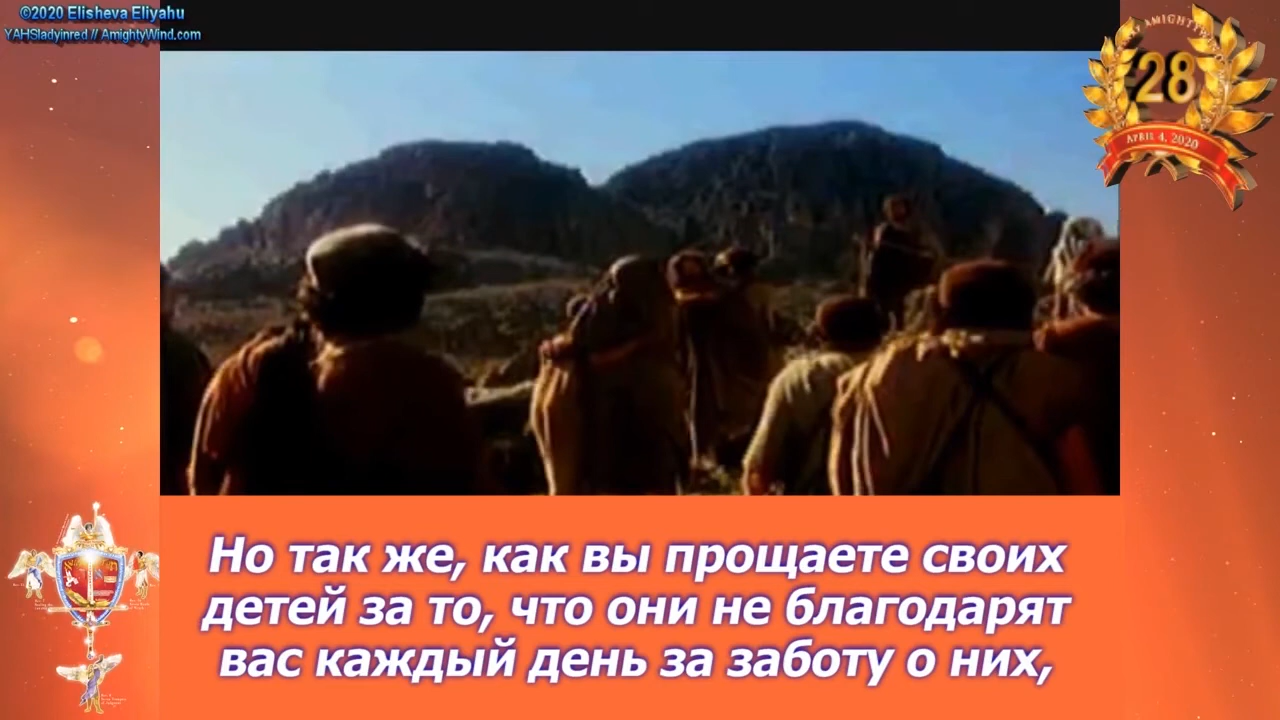 ©2020 Elisheva Eliyahu
YAHSladyinred // AmightyWind.com
28
APRIL 4, 2020
Но так же, как вы прощаете своих
детей за то, что они не благодарят
вас каждый день за заботу о них,